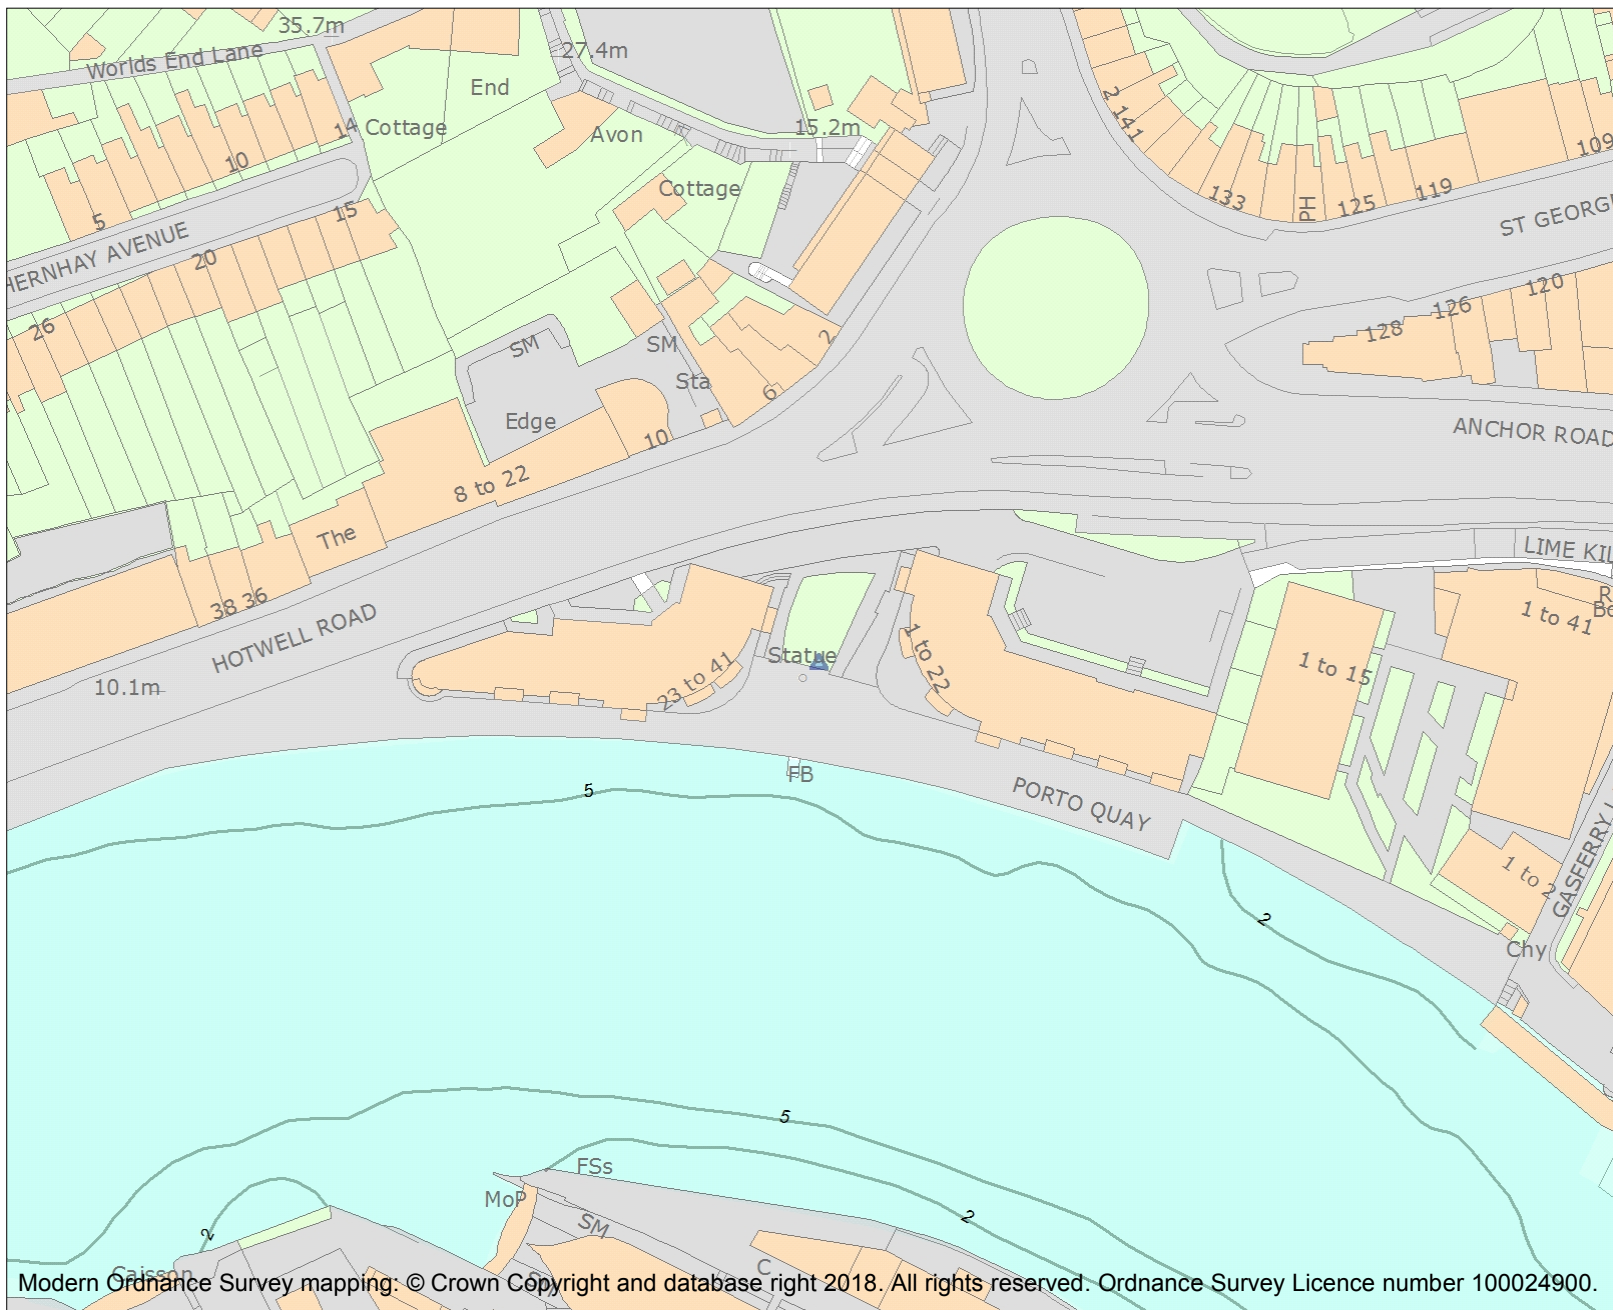 35.7m
Worlds End Lane
27.4m
End
Cottage
Avon
15.2m
Cottage
14
10
5
15
20
26
HERNHAY AVENUE
2
141
133
PH
125
119
109
ST GEORG
120
126
128
ANCHOR ROAD
SM
SM
Sta
2
6
Edge
10
8 to 22
The
38 36
HOTWELL ROAD
10.1m
LIME KIL
1 to 41
1 to 15
1 to 22
Statue
23 to 41
FB
PORTO QUAY
5
2
1 to 2
GASFERRY L
Chy
5
FSs
MoP
SM
2
2
Caisson
C
Modern Ordnance Survey mapping: © Crown Copyright and database right 2018. All rights reserved. Ordnance Survey Licence number 100024900.